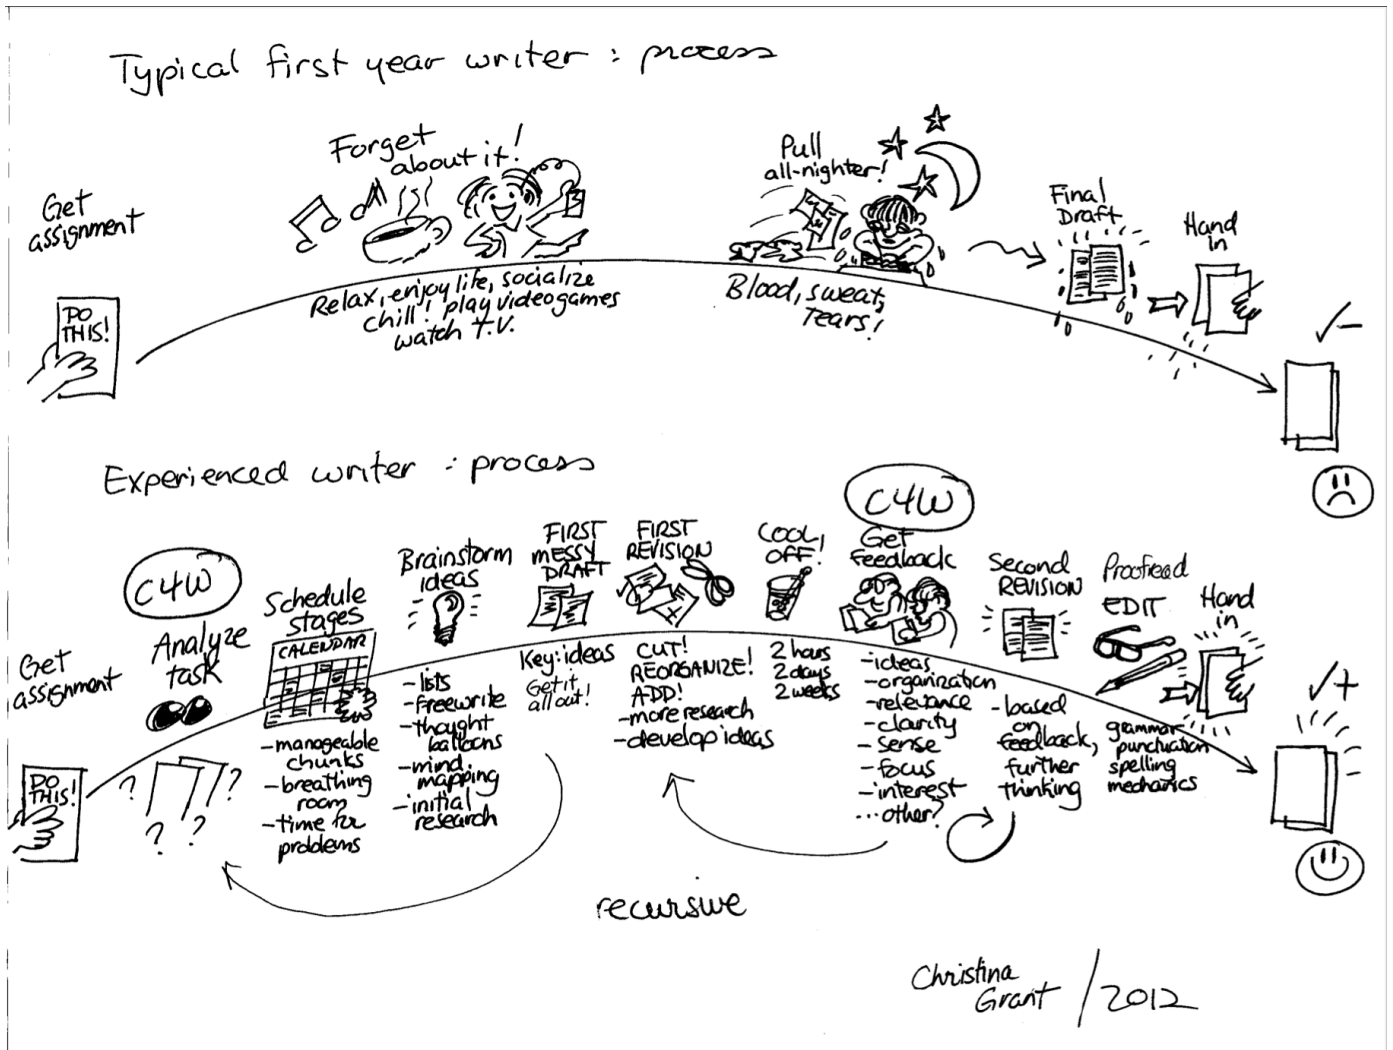 Typical first year writer : process
Get
assignment
DO
THIS!
Forget
about it!
Relax, enjoy life, socialize
chill! play video games
watch T.V.
Pull
all-nighter!
Blood, sweat,
tears!
Final
DRAFT
Hand
in
✓-
Experienced writer : process
Get
assignment
DO
THIS!
C4W
Analyze
task
? ?
? ?
Schedule
stages
CALENDAR
-manageable
chunks
-breathing
room
-time for
problems
Brainstorm
ideas
-lists
-freewrite
-thought
balloons
-mind
mapping
-initial
research
FIRST
MESSY
DRAFT
Key: ideas
Get it
all out!
FIRST
REVISION
CUT!
REORGANIZE!
ADD!
-more research
-develop ideas
COOL
OFF!
2 hours
2 days
2 weeks
C4W
Get
feedback
-ideas
-organization
-relevance
-clarity
-sense
-focus
-interest
...other?
Second
REVISION
-based
on
feedback,
further
thinking
Proofread
EDIT
grammar
punctuation
spelling
mechanics
Hand
in
✓+
recursive
Christina
Grant / 2012